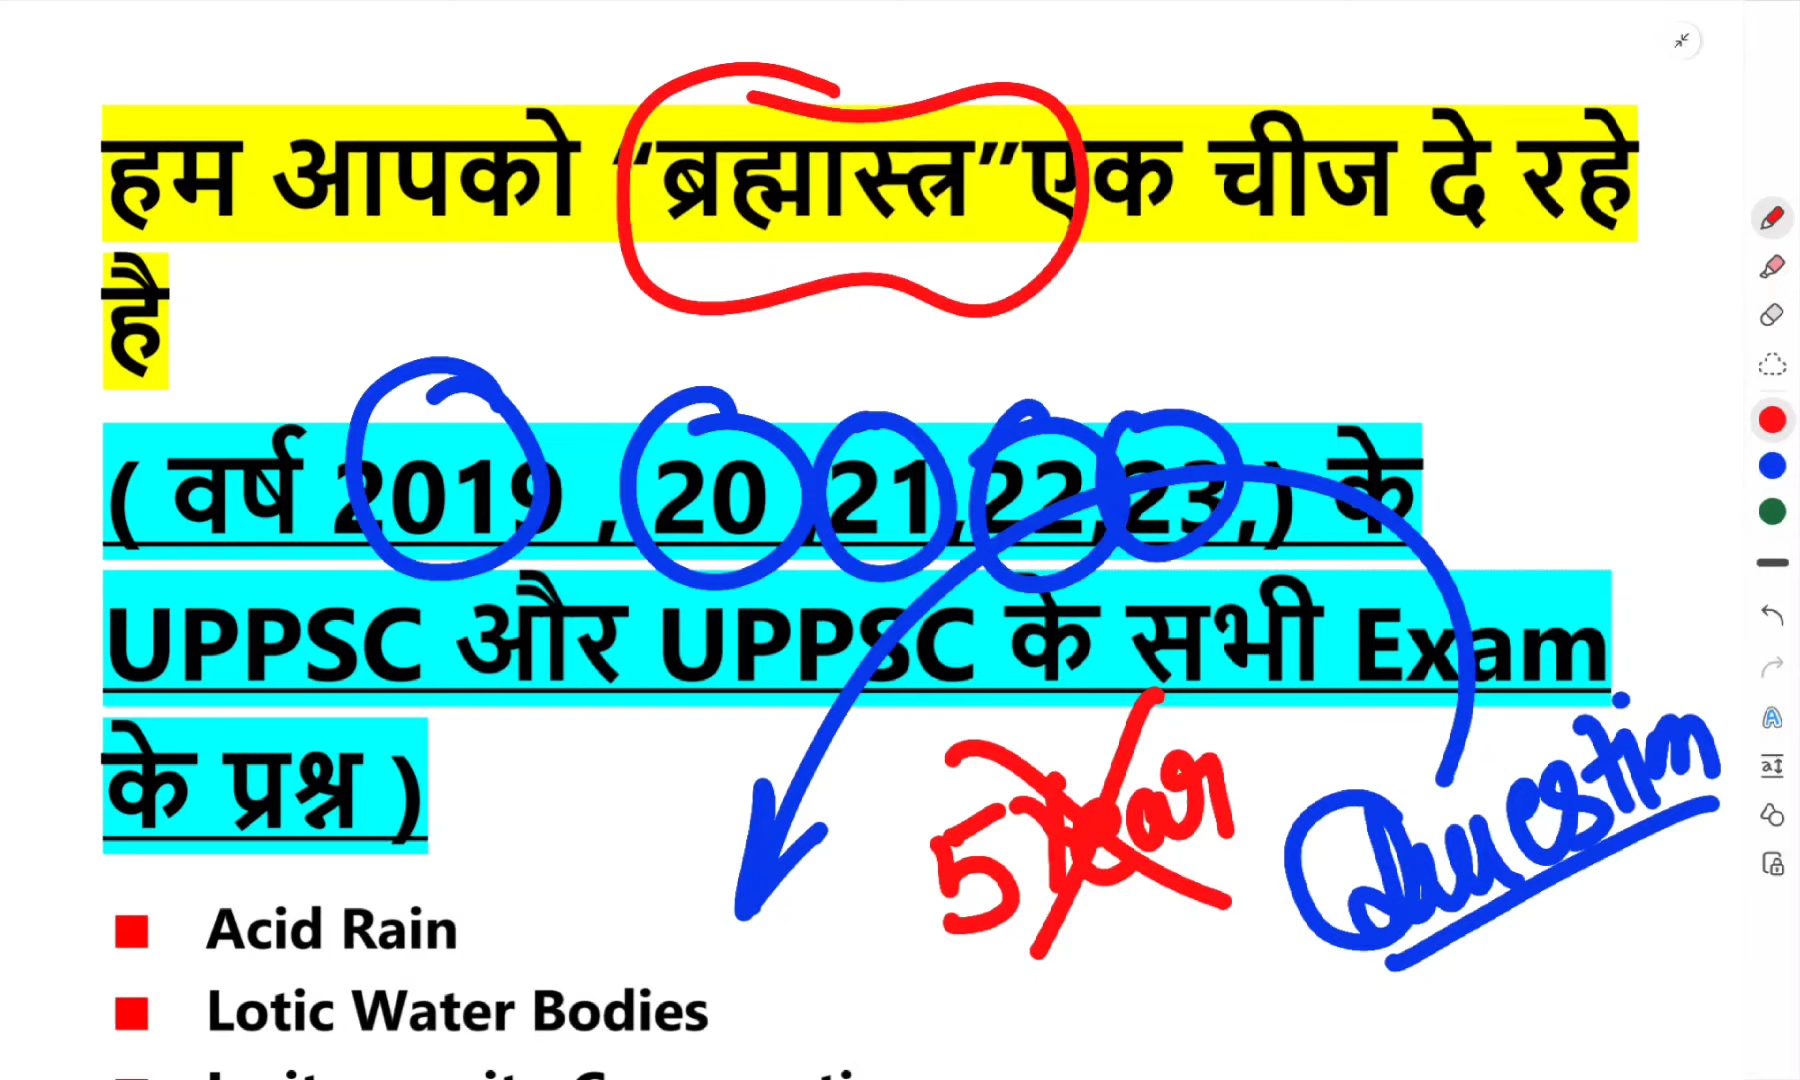 हम आपको “ब्रह्मास्त्र”एक चीज दे रहे
है
( वर्ष 2019 , 20 ,21,22,23,) के
UPPSC और UPPSC के सभी Exam
के प्रश्न )
5 Year
Question
Acid Rain
Lotic Water Bodies